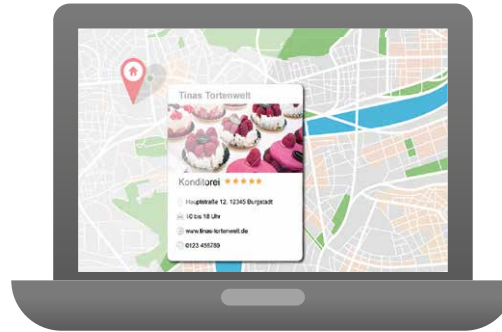 Tinas Tortenwelt
Konditorei
Hauptstraße 12, 12345 Burgstadt
10 bis 18 Uhr
www.tinas-tortenwelt.de
0123 456789